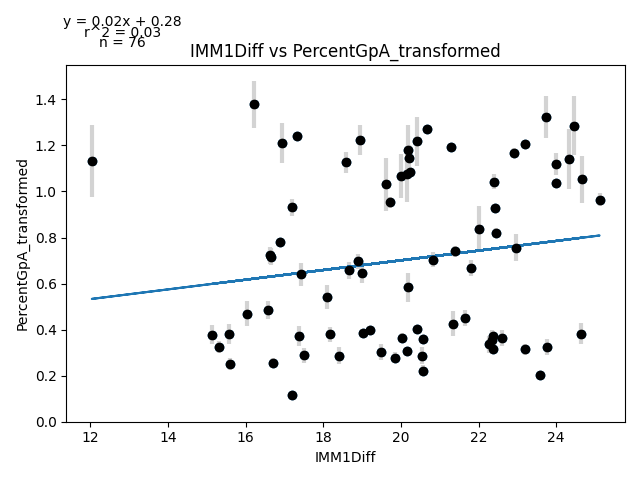 y = 0.02x + 0.28
r^2 = 0.03
n = 76
IMM1Diff vs PercentGpA_transformed
1.4
1.2
1.0
0.8
0.6
0.4
0.2
0.0
PercentGpA_transformed
12 14 16 18 20 22 24
IMM1Diff